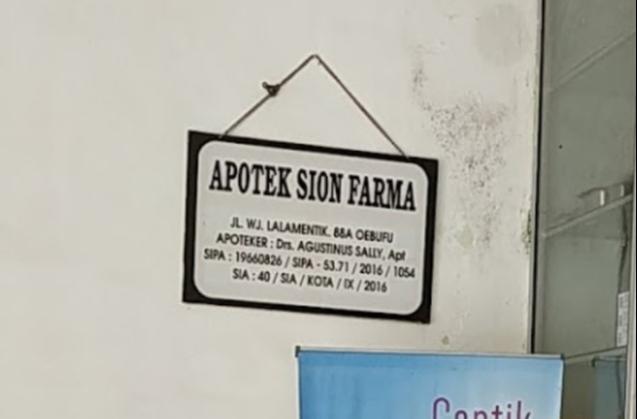 APOTEK SION FARMA
JL. WJ. LALAMENTIK. 88A OEBUFU
APOTEKER : Drs. AGUSTINUS SALLY, Apt
SIPA : 19660826 / SIPA - 53.71 / 2016 / 1054
SIA : 40 / SIA / KOTA / IX / 2016
Cantik